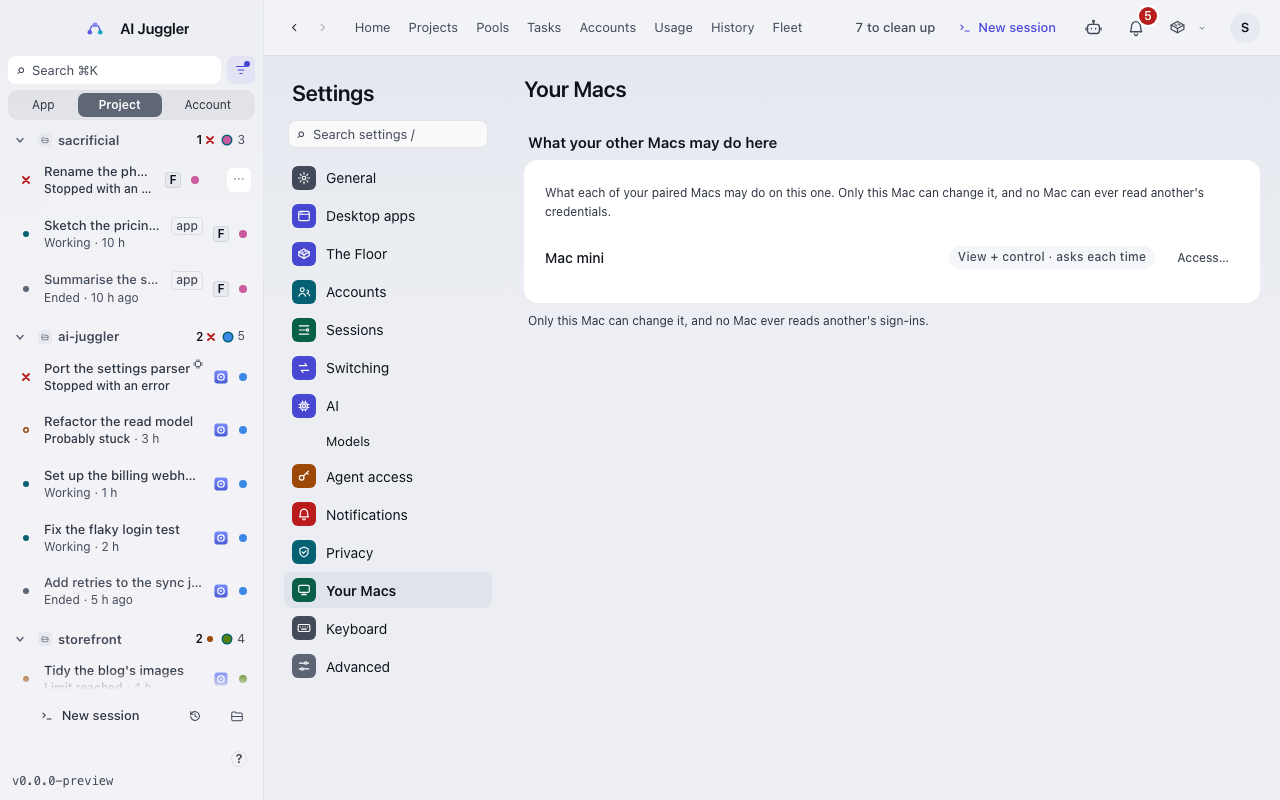 AI Juggler
Search ⌘K
App
Project
Account
sacrificial
1
3
Rename the ph...
Stopped with an ...
F
Sketch the pricin...
app
Working · 10 h
F
Summarise the s...
app
Ended · 10 h ago
F
ai-juggler
2
5
Port the settings parser
Stopped with an error
Refactor the read model
Probably stuck · 3 h
Set up the billing webh...
Working · 1 h
Fix the flaky login test
Working · 2 h
Add retries to the sync j...
Ended · 5 h ago
storefront
2
4
Tidy the blog's images
Limit reached · 4 h
New session
?
v0.0.0-preview
Home
Projects
Pools
Tasks
Accounts
Usage
History
Fleet
7 to clean up
New session
5
S
Settings
Search settings /
General
Desktop apps
The Floor
Accounts
Sessions
Switching
AI
Models
Agent access
Notifications
Privacy
Your Macs
Keyboard
Advanced
Your Macs
What your other Macs may do here
What each of your paired Macs may do on this one. Only this Mac can change it, and no Mac can ever read another's
credentials.
Mac mini
View + control · asks each time
Access...
Only this Mac can change it, and no Mac ever reads another's sign-ins.